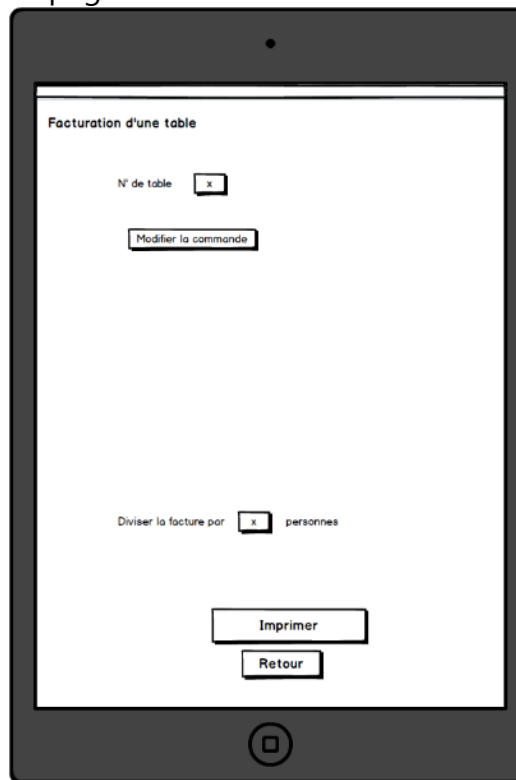 Facturation d'une table
N° de table x
Modifier la commande
Diviser la facture par x personnes
Imprimer
Retour